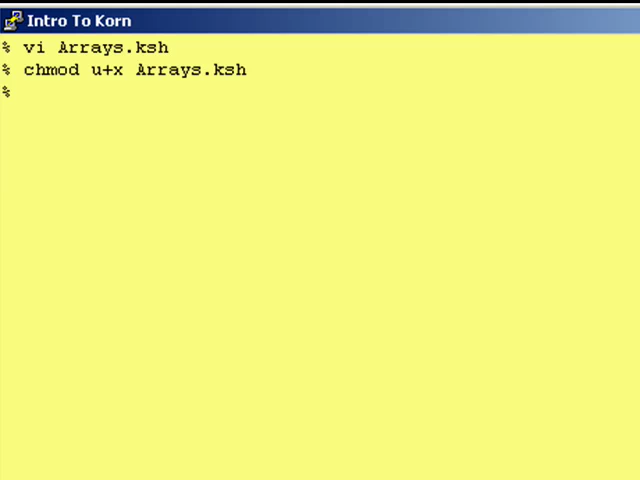 Intro To Korn
% vi Arrays.ksh
% chmod u+x Arrays.ksh
%